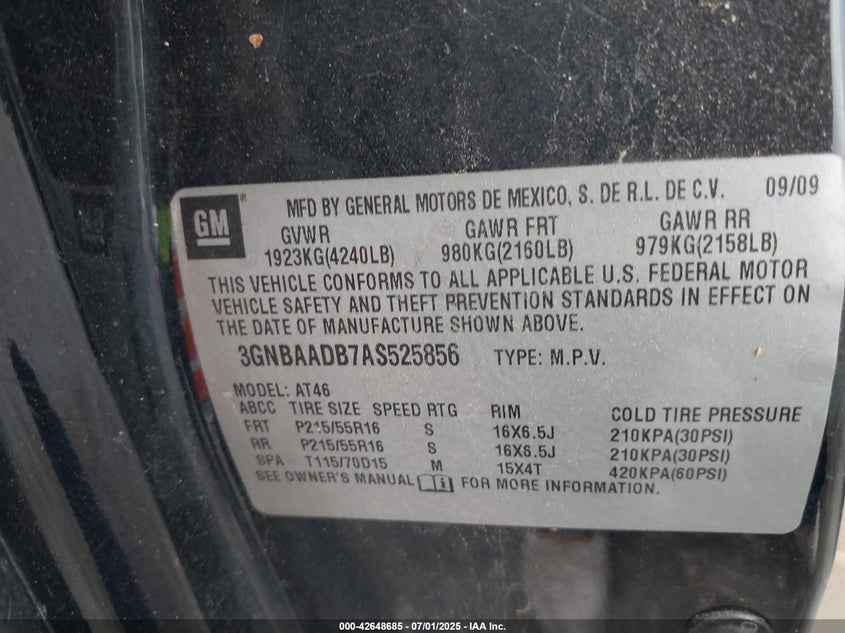 GM
MFD BY GENERAL MOTORS DE MEXICO, S. DE R.L. DE C.V. 09/09
GVWR GAWR FRT GAWR RR
1923KG(4240LB) 980KG(2160LB) 979KG(2158LB)
THIS VEHICLE CONFORMS TO ALL APPLICABLE U.S. FEDERAL MOTOR
VEHICLE SAFETY AND THEFT PREVENTION STANDARDS IN EFFECT ON
THE DATE OF MANUFACTURE SHOWN ABOVE.
3GNBAADB7AS525856 TYPE: M.P.V.
MODEL: AT46
ABCC TIRE SIZE SPEED RTG RIM COLD TIRE PRESSURE
FRT P215/55R16 S 16X6.5J 210KPA(30PSI)
RR P215/55R16 S 16X6.5J 210KPA(30PSI)
SPA T115/70D15 M 15X4T 420KPA(60PSI)
SEE OWNER'S MANUAL FOR MORE INFORMATION.
000-42648685 - 07/01/2025 - IAA Inc.